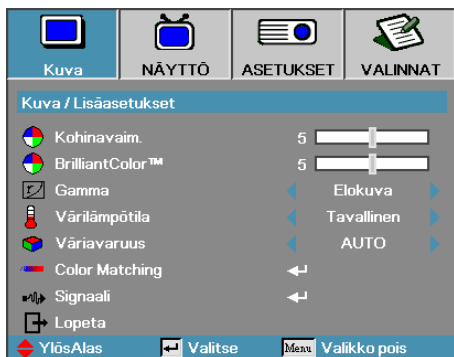 Kuva NÄYTTÖ ASETUKSET VALINNAT
Kuva / Lisäasetukset
Kohinavaim. 5
BrilliantColor™ 5
Gamma Elokuva
Värilämpötila Tavallinen
Väriavaruus AUTO
Color Matching
Signaali
Lopeta
YlösAlas Valitse Menu Valikko pois